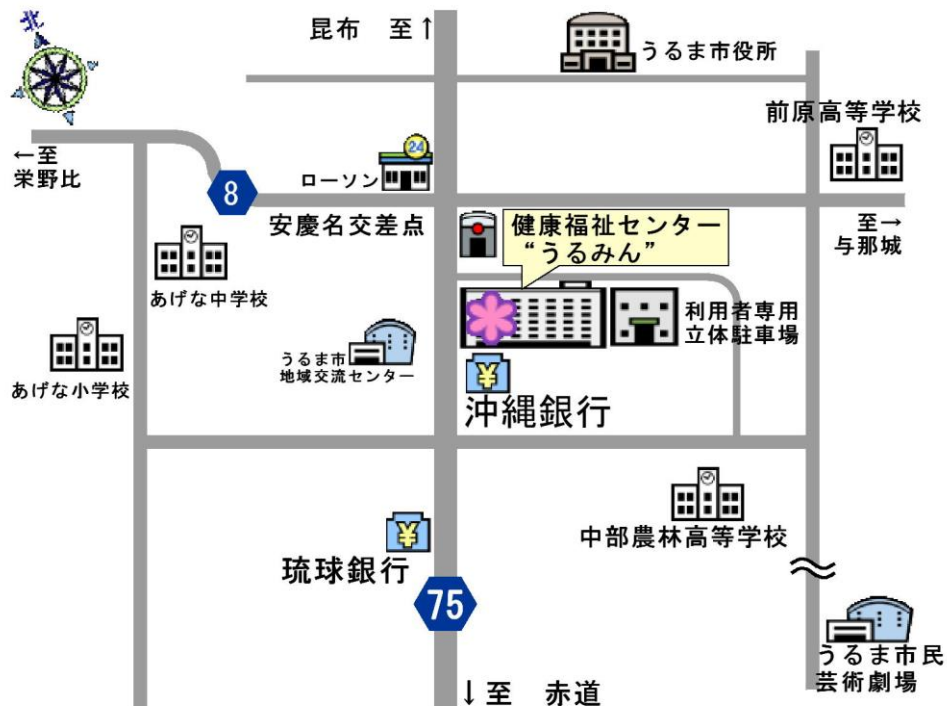 北
昆布 至↑
うるま市役所
前原高等学校
←至
栄野比
24
ローソン
8
安慶名交差点
健康福祉センター
“うるみん”
至→
与那城
あげな中学校
利用者専用
立体駐車場
あげな小学校
うるま市
地域交流センター
¥
沖縄銀行
中部農林高等学校
¥
琉球銀行
75
うるま市民
芸術劇場
↓至 赤道